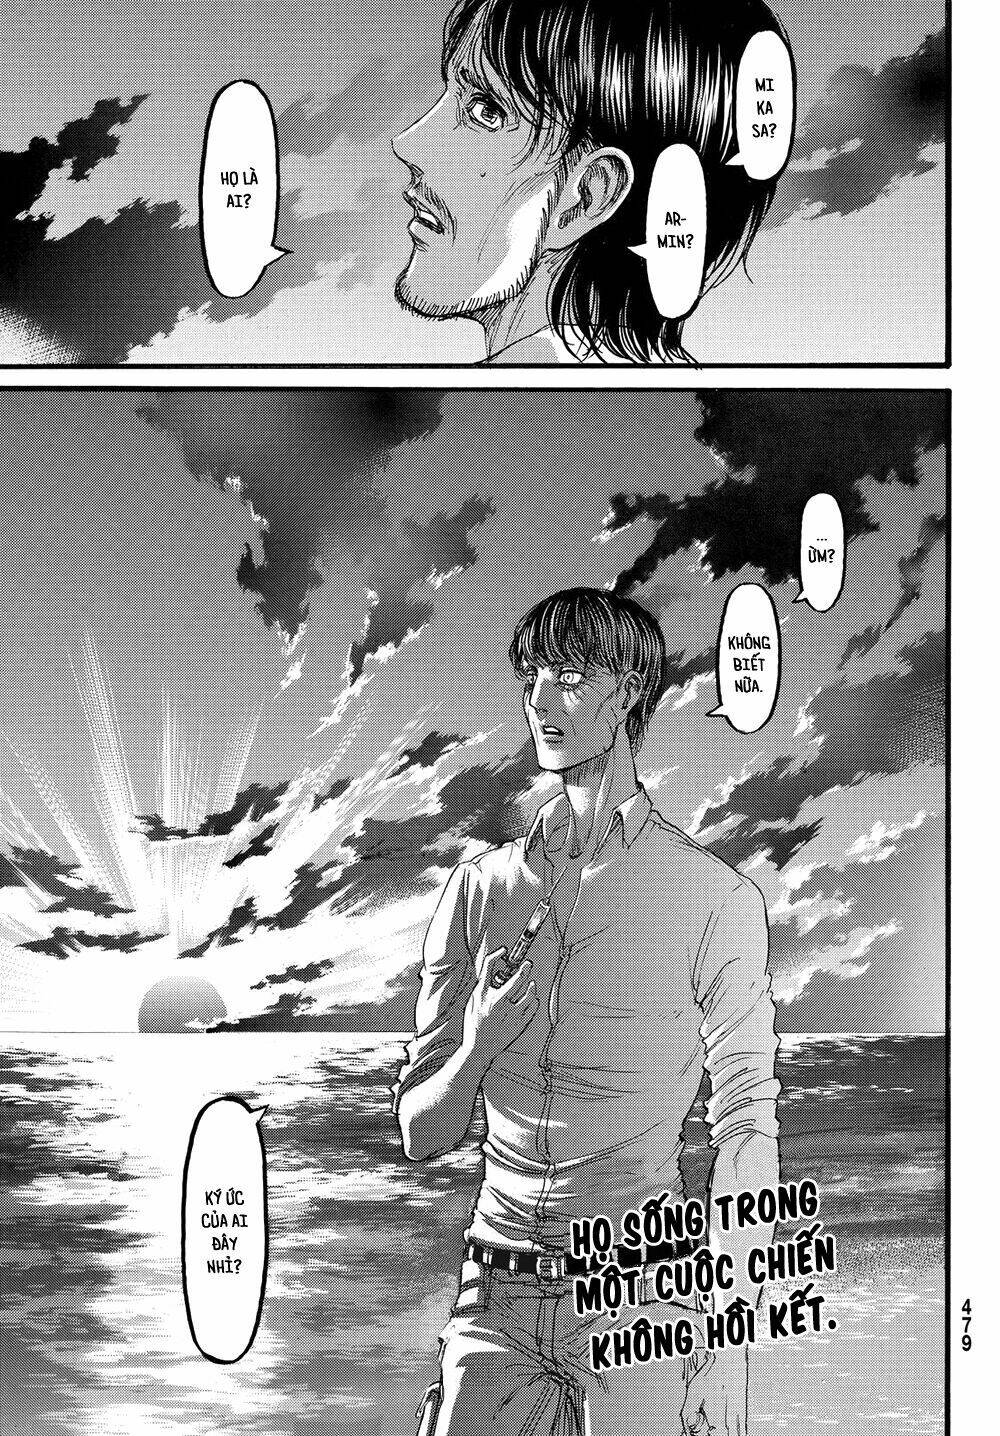 MI
KA
SA?
AR-
MIN?
HỌ LÀ
AI?
...
ỪM?
KHÔNG
BIẾT
NỮA.
KÝ ỨC
CỦA AI
ĐÂY
NHỈ?
HỌ SỐNG TRONG
MỘT CUỘC CHIẾN
KHÔNG HỒI KẾT.
479